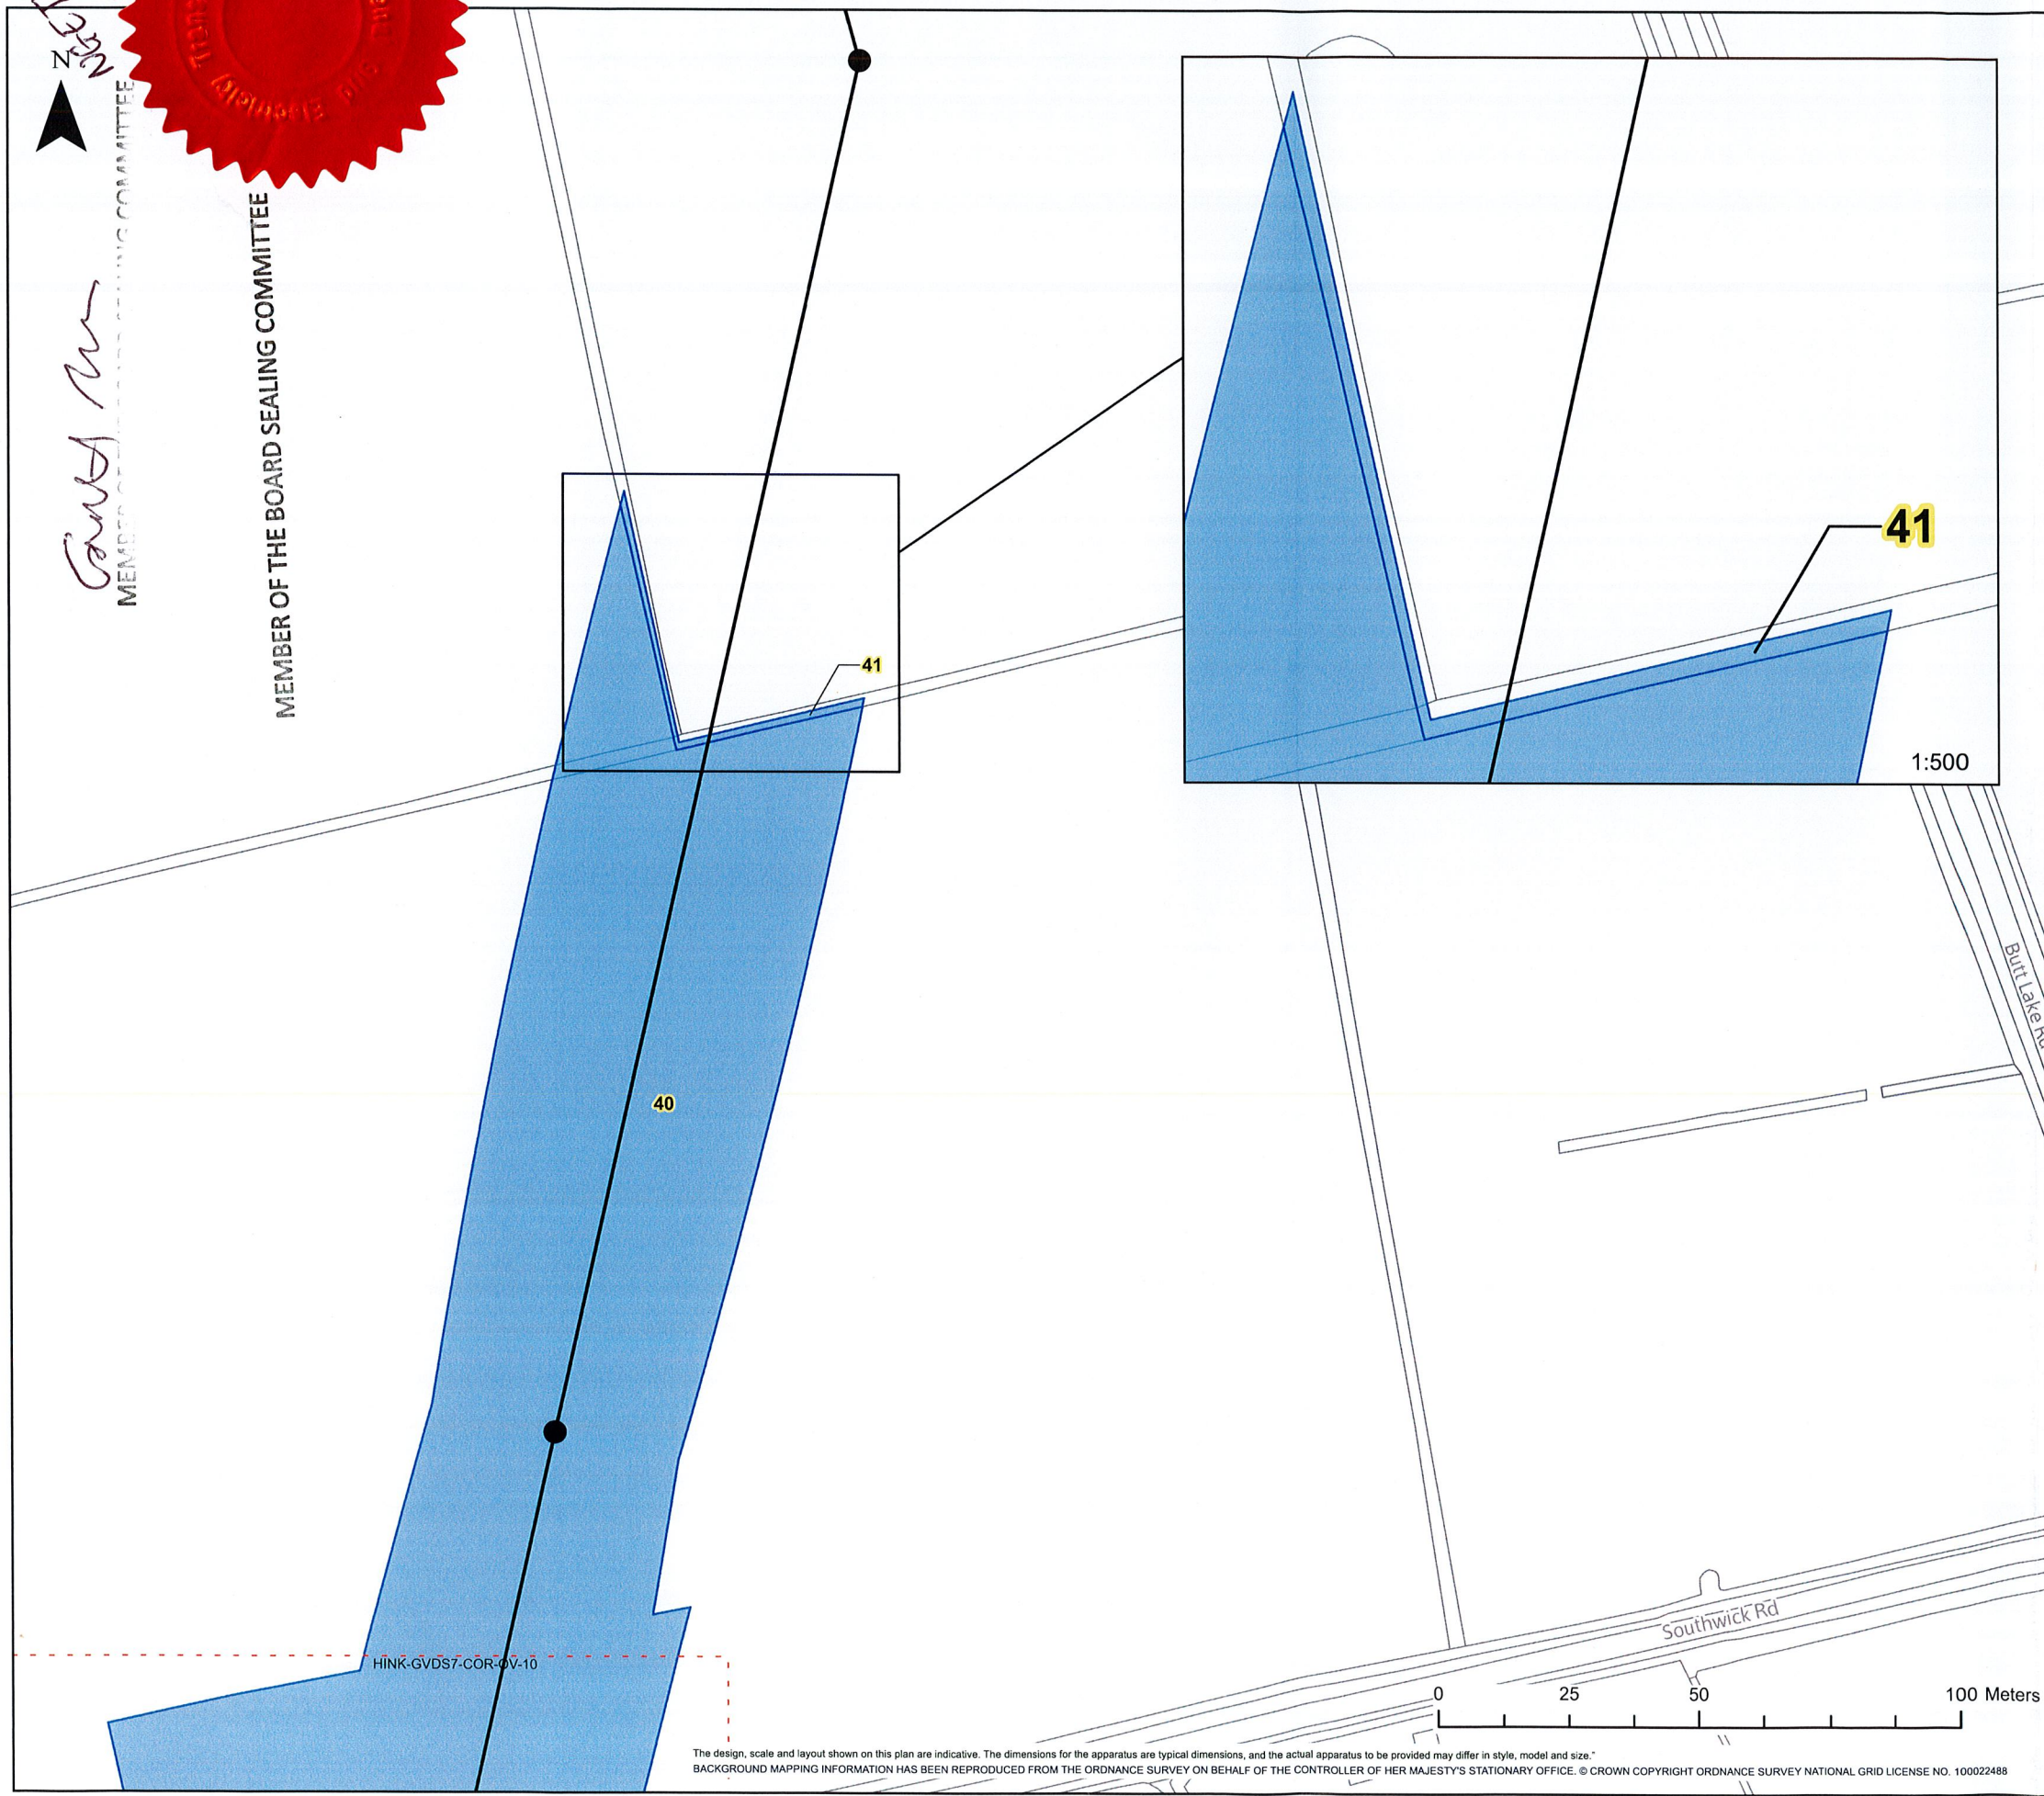 N
MEMBER OF THE BOARD SEALING COMMITTEE
MEMBER OF THE BOARD SEALING COMMITTEE
41
1:500
41
40
Butt Lake Rd
HINK-GVDS7-COR-OV-10
Southwick Rd
0 25 50 100 Meters
The design, scale and layout shown on this plan are indicative. The dimensions for the apparatus are typical dimensions, and the actual apparatus to be provided may differ in style, model and size."
BACKGROUND MAPPING INFORMATION HAS BEEN REPRODUCED FROM THE ORDNANCE SURVEY ON BEHALF OF THE CONTROLLER OF HER MAJESTY'S STATIONARY OFFICE. © CROWN COPYRIGHT ORDNANCE SURVEY NATIONAL GRID LICENSE NO. 100022488